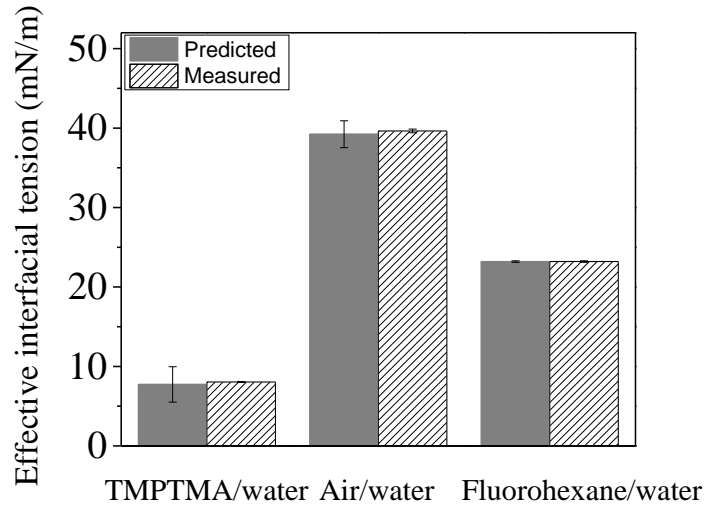 Effective interfacial tension (mN/m)
50
40
30
20
10
0
Predicted
Measured
TMPTMA/water Air/water Fluorohexane/water